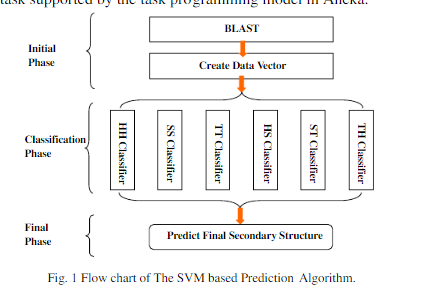 task supported by the task programming model in Aneka.
BLAST
Initial
Phase
Create Data Vector
Classification
Phase
HH Classifier
SS Classifier
TT Classifier
HS Classifier
ST Classifier
TH Classifier
Final
Phase
Predict Final Secondary Structure
Fig. 1 Flow chart of The SVM based Prediction Algorithm.